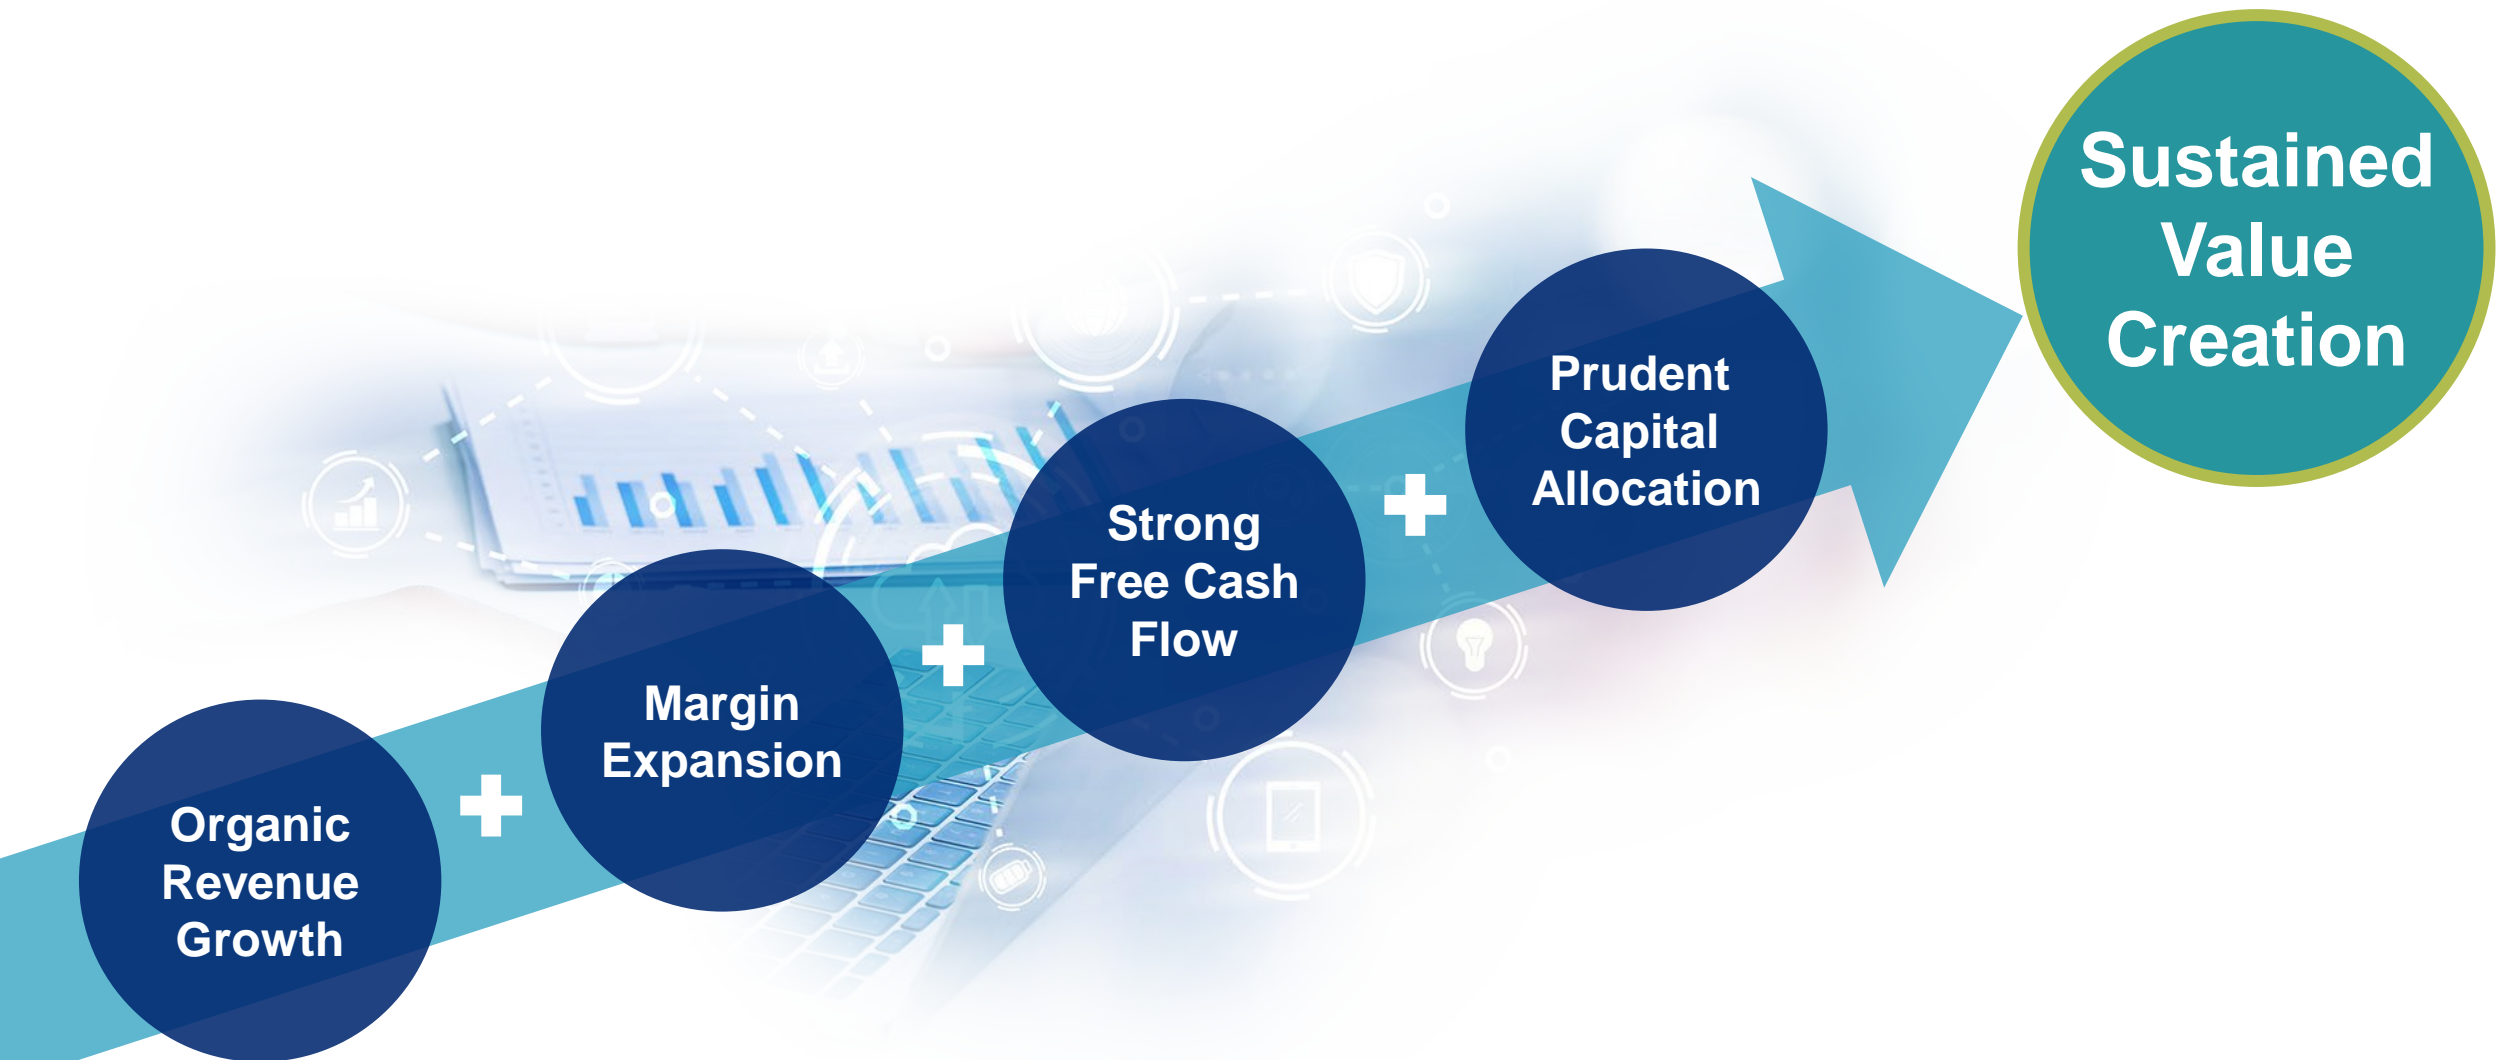 Sustained
Value
Creation
Prudent
Capital
Allocation
Strong
Free Cash
Flow
Margin
Expansion
Organic
Revenue
Growth